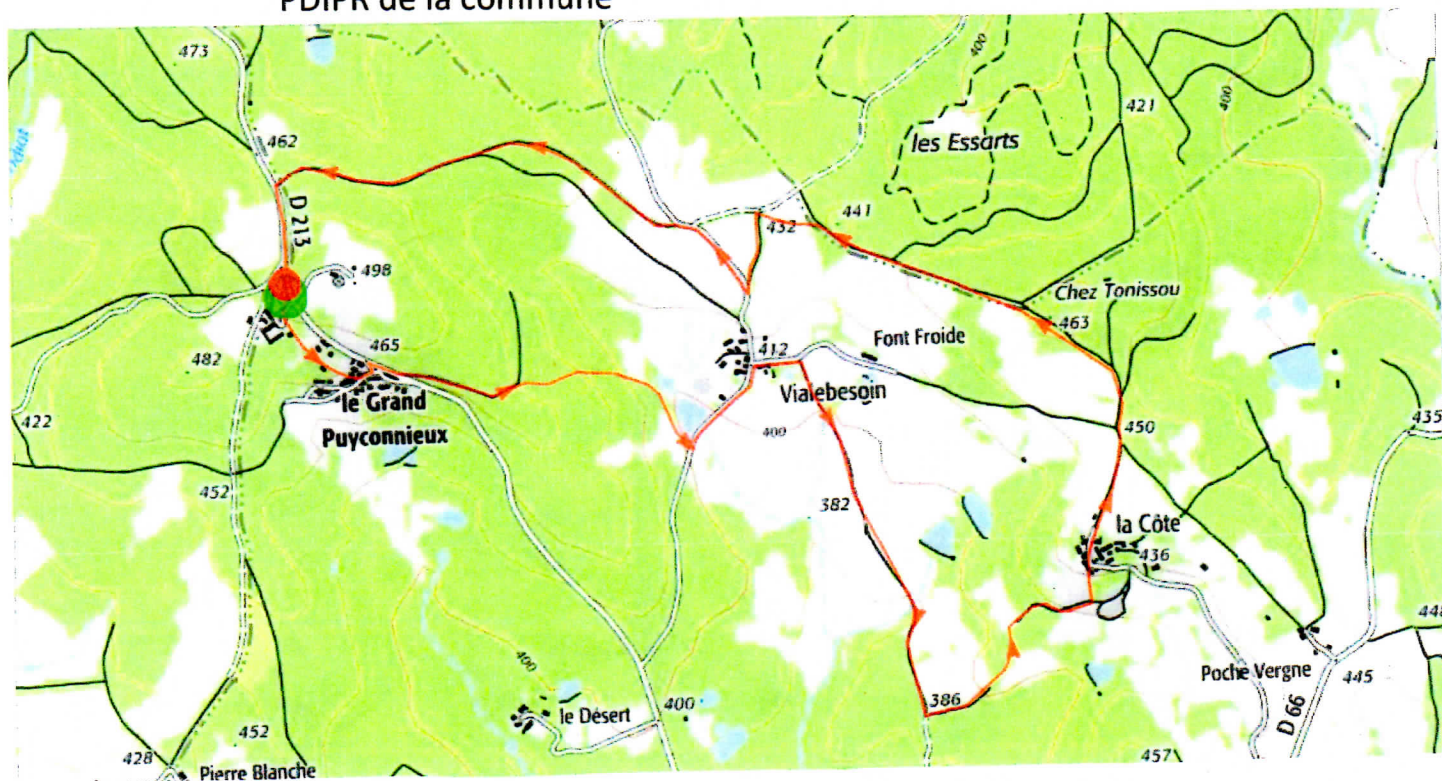 PDIPR de la commune
473
400
421
400
462
les Essarts
D 213
432
441
498
Chez Tonissou
463
465
482
412
Font Froide
le Grand
Puyconnieux
Vialebesoin
422
400
450
435
452
382
la Côte
436
448
386
Poche Vergne
445
400
le Désert
400
D 66
452
428
457
Pierre Blanche